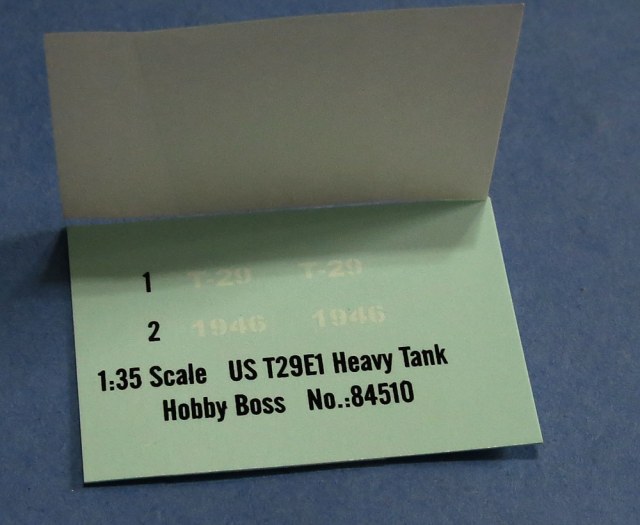 1 T-29 T-29
2 1946 1946
1:35 Scale US T29E1 Heavy Tank
Hobby Boss No.:84510